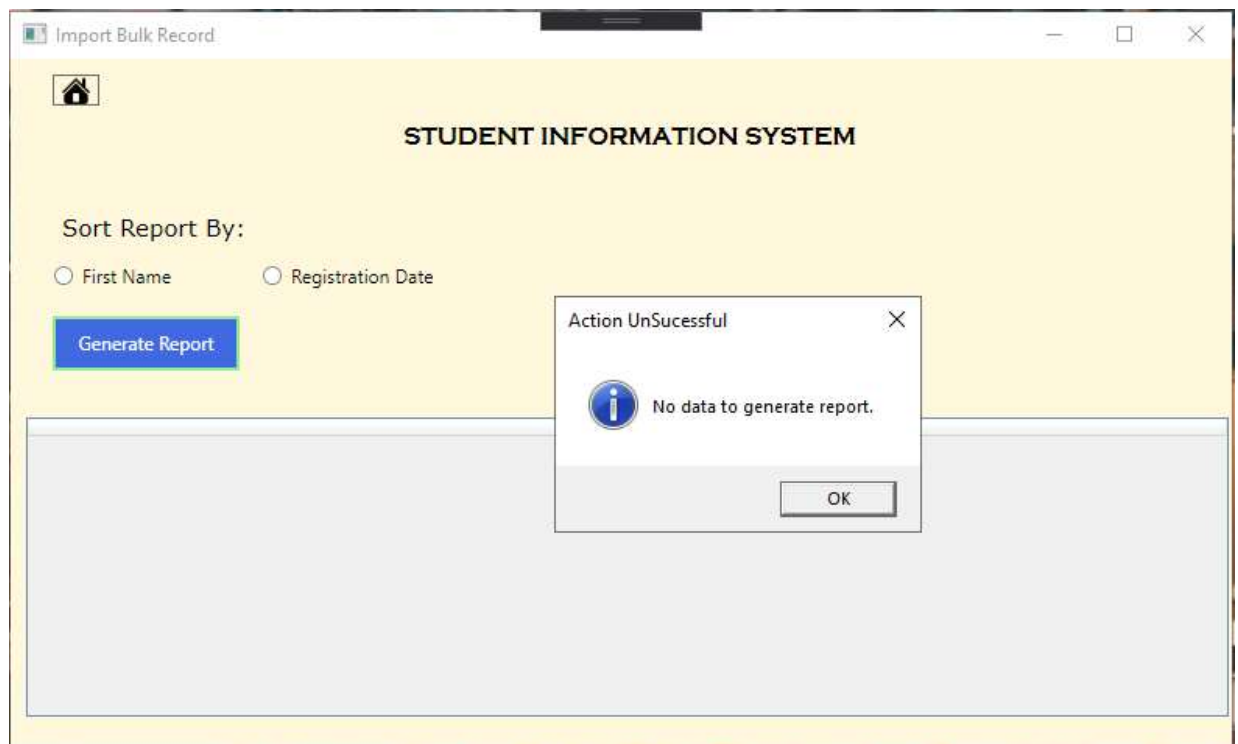 Import Bulk Record
STUDENT INFORMATION SYSTEM
Sort Report By:
First Name
Registration Date
Generate Report
Action UnSucessful
No data to generate report.
OK